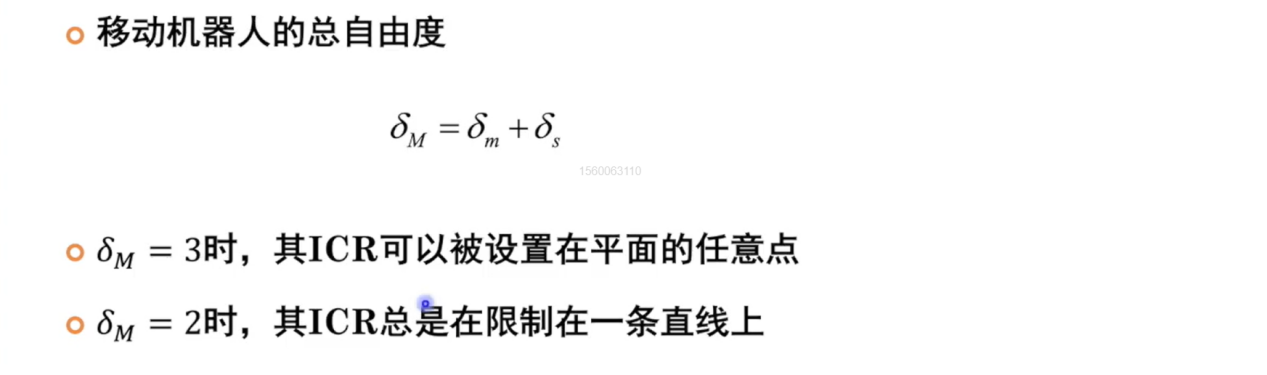 移动机器人的总自由度
δ_M = δ_m + δ_s
1560063110
δ_M = 3时，其ICR可以被设置在平面的任意点
δ_M = 2时，其ICR总是在限制在一条直线上